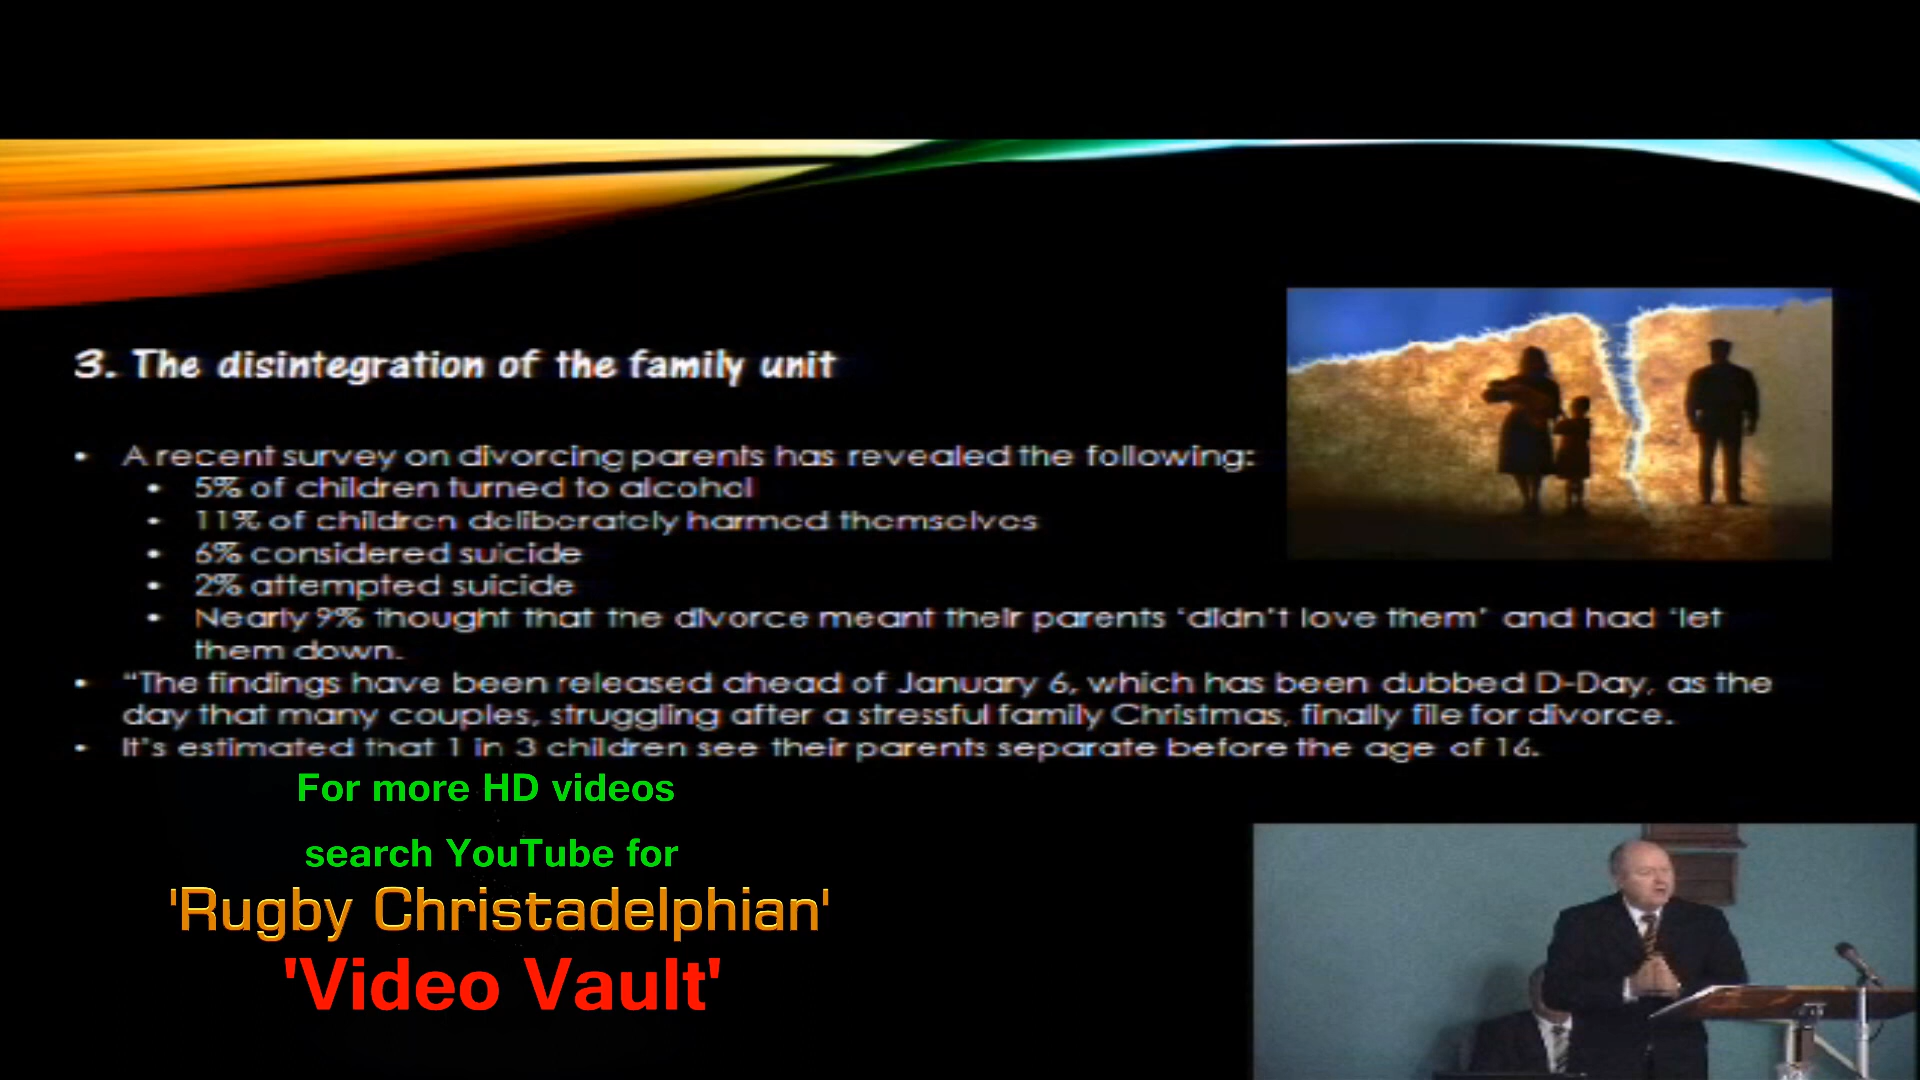 3. The disintegration of the family unit
• A recent survey on divorcing parents has revealed the following:
• 5% of children turned to alcohol
• 11% of children deliberately harmed themselves
• 6% considered suicide
• 2% attempted suicide
• Nearly 9% thought that the divorce meant their parents ‘didn’t love them’ and had ‘let
them down.
• “The findings have been released ahead of January 6, which has been dubbed D-Day, as the
day that many couples, struggling after a stressful family Christmas, finally file for divorce.
• It’s estimated that 1 in 3 children see their parents separate before the age of 16.
For more HD videos
search YouTube for
'Rugby Christadelphian'
'Video Vault'